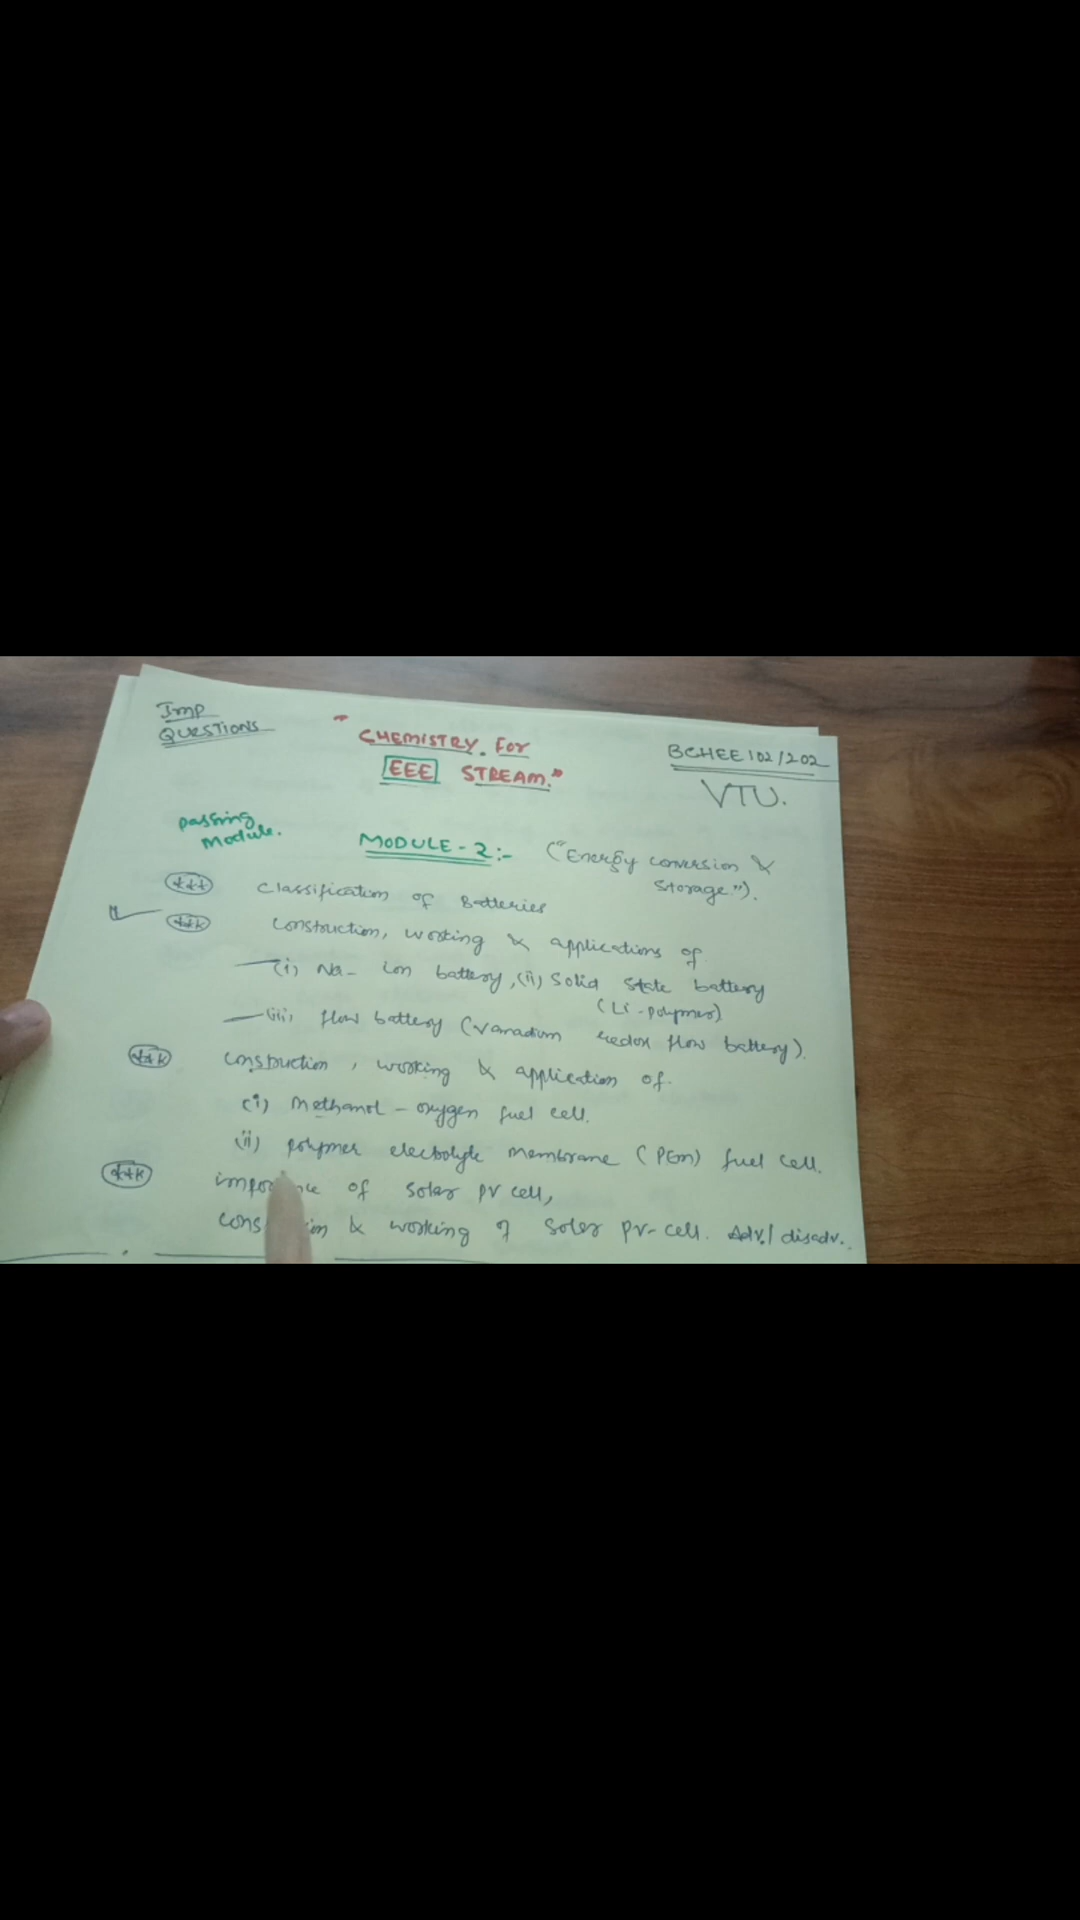 Imp
QUESTIONS
"CHEMISTRY. For
EEE STREAM."
BCHEE102/202
VTU.
passing
Module.
MODULE-2:- ("Energy conversion &
storage").
*** Classification of Batteries
*** construction, working & applications of
(i) Na-ion battery, (ii) Solid state battery
(Li-polymer)
(iii) flow battery (Vanadium redox flow battery).
*** construction, working & application of.
(i) Methanol-oxygen fuel cell.
(ii) polymer electrolyte membrane (PEM) fuel cell.
*** of solar PV cell,
& working of solar PV-cell. Adv./disadv.